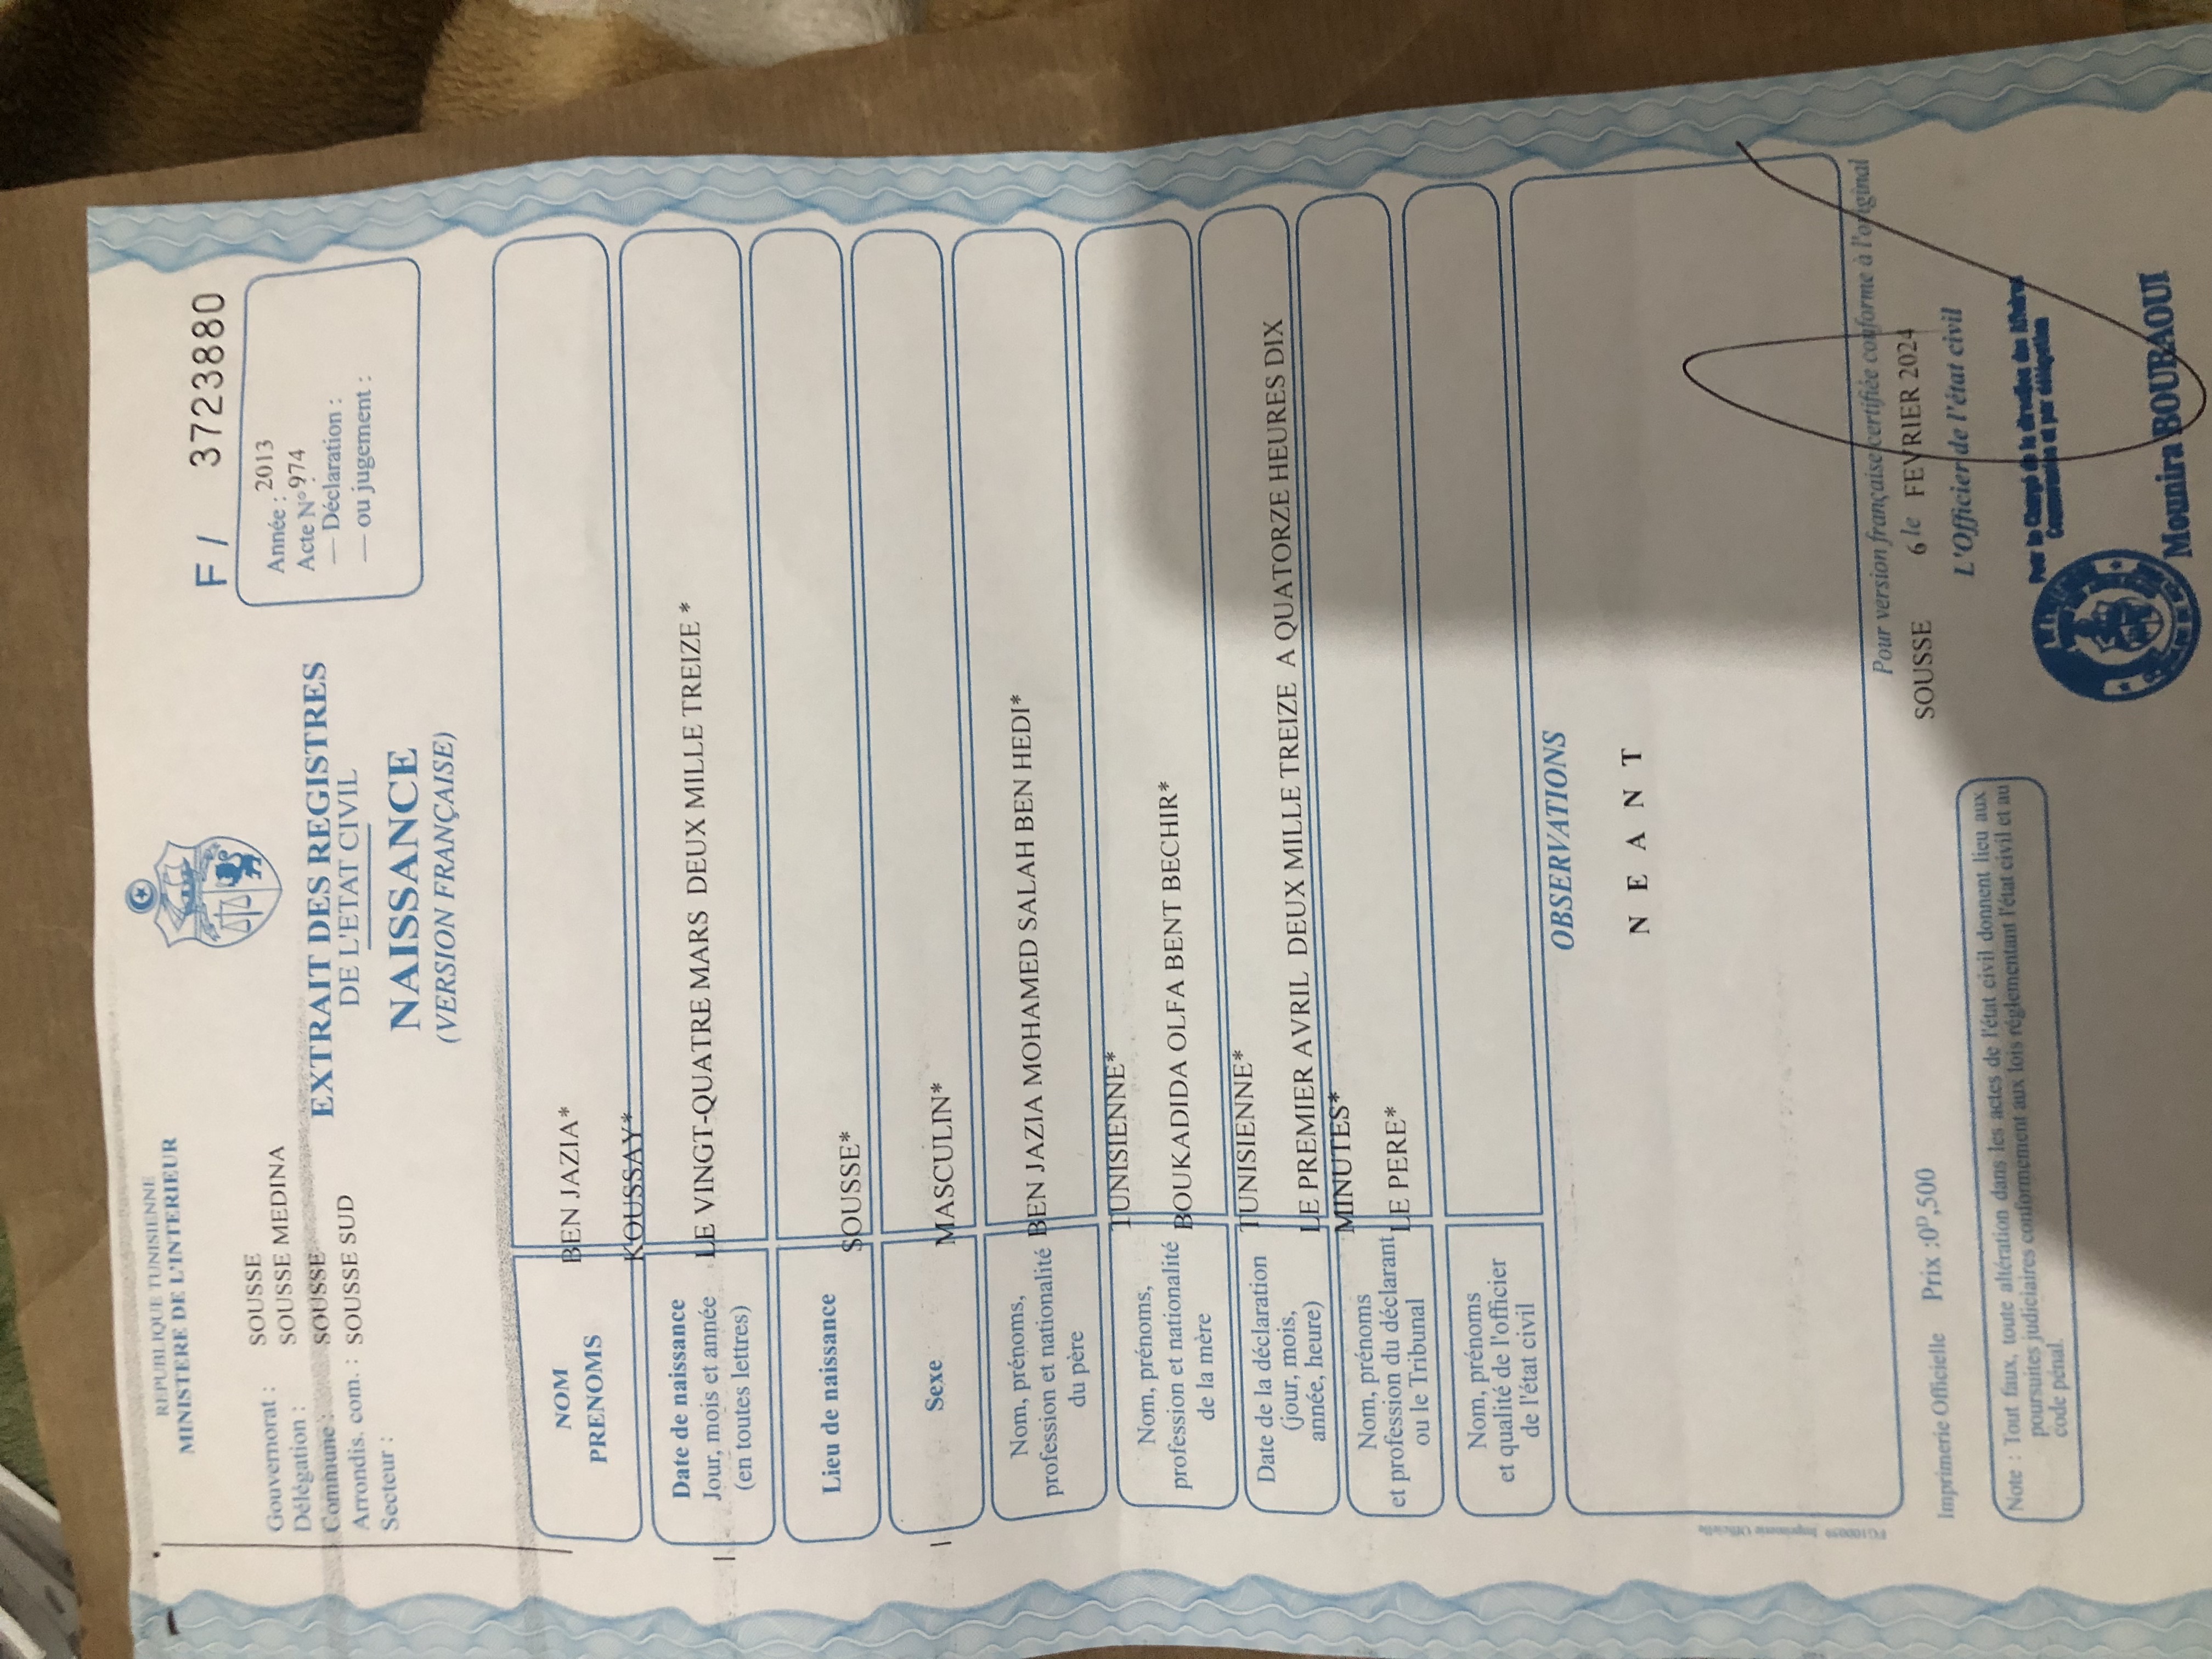 REPUBLIQUE TUNISIENNE
MINISTERE DE L'INTERIEUR
F / 3723880
Gouvernorat : SOUSSE
Délégation : SOUSSE MEDINA
Commune : SOUSSE
Arrondis. com. : SOUSSE SUD
Secteur :
EXTRAIT DES REGISTRES
DE L'ETAT CIVIL
NAISSANCE
(VERSION FRANÇAISE)
Année : 2013
Acte N° 974
— Déclaration :
— ou jugement :
NOM BEN JAZIA*
PRENOMS KOUSSAY*
Date de naissance
Jour, mois et année
(en toutes lettres)
LE VINGT-QUATRE MARS DEUX MILLE TREIZE *
Lieu de naissance SOUSSE*
Sexe MASCULIN*
Nom, prénoms,
profession et nationalité
du père
BEN JAZIA MOHAMED SALAH BEN HEDI*
TUNISIENNE*
Nom, prénoms,
profession et nationalité
de la mère
BOUKADIDA OLFA BENT BECHIR*
TUNISIENNE*
Date de la déclaration
(jour, mois,
année, heure)
LE PREMIER AVRIL DEUX MILLE TREIZE A QUATORZE HEURES DIX
MINUTES*
Nom, prénoms
et profession du déclarant
ou le Tribunal
LE PERE*
Nom, prénoms
et qualité de l'officier
de l'état civil
OBSERVATIONS
N E A N T
Pour version française certifiée conforme à l'original
SOUSSE 6 le FEVRIER 2024
L'Officier de l'état civil
Mounira BOURAOUI
Imprimerie Officielle Prix :0ᴰ,500
Note : Tout faux, toute altération dans les actes de l'état civil donnent lieu aux
poursuites judiciaires conformement aux lois réglementant l'état civil et au
code pénal.